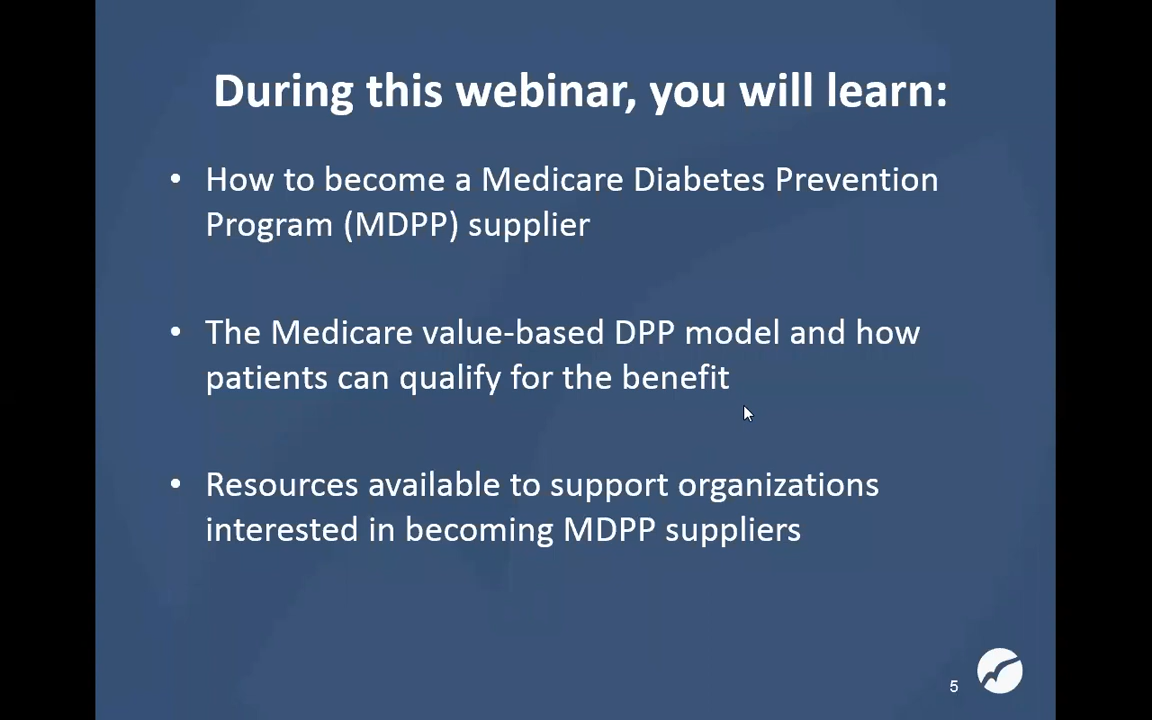 During this webinar, you will learn:
• How to become a Medicare Diabetes Prevention
Program (MDPP) supplier
• The Medicare value-based DPP model and how
patients can qualify for the benefit
• Resources available to support organizations
interested in becoming MDPP suppliers
5